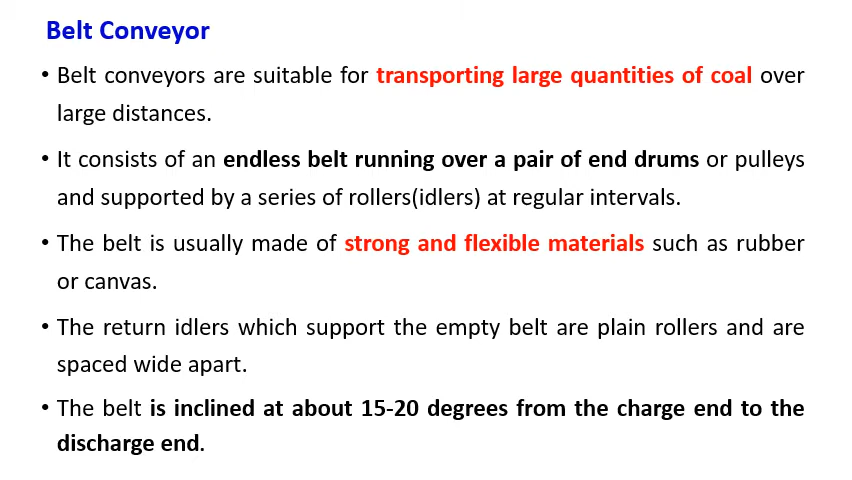 Belt Conveyor
• Belt conveyors are suitable for transporting large quantities of coal over
large distances.
• It consists of an endless belt running over a pair of end drums or pulleys
and supported by a series of rollers(idlers) at regular intervals.
• The belt is usually made of strong and flexible materials such as rubber
or canvas.
• The return idlers which support the empty belt are plain rollers and are
spaced wide apart.
• The belt is inclined at about 15-20 degrees from the charge end to the
discharge end.